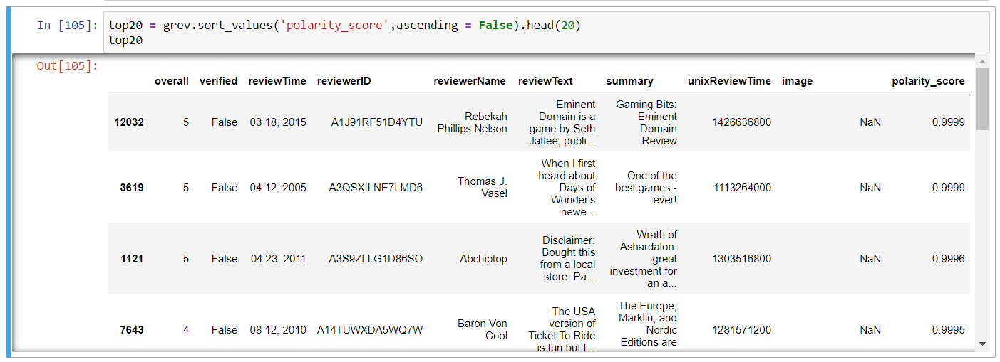 In [105]: top20 = grev.sort_values('polarity_score',ascending = False).head(20)
top20
Out[105]:
overall verified reviewTime reviewerID reviewerName reviewText summary unixReviewTime image polarity_score
12032 5 False 03 18, 2015 A1J91RF51D4YTU
Rebekah
Phillips Nelson
Eminent
Domain is a
game by Seth
Jaffee, publi...
Gaming Bits:
Eminent
Domain
Review
1426636800 NaN 0.9999
3619 5 False 04 12, 2005 A3QSXILNE7LMD6
Thomas J.
Vasel
When I first
heard about
Days of
Wonder's
newe...
One of the
best games -
ever!
1113264000 NaN 0.9999
1121 5 False 04 23, 2011 A3S9ZLLG1D86SO
Abchiptop
Disclaimer:
Bought this
from a local
store. Pa...
Wrath of
Ashardalon:
great
investment for
an a...
1303516800 NaN 0.9996
7643 4 False 08 12, 2010 A14TUWXDA5WQ7W
Baron Von
Cool
The USA
version of
Ticket To Ride
is fun but f...
The Europe,
Marklin, and
Nordic
Editions are
1281571200 NaN 0.9995